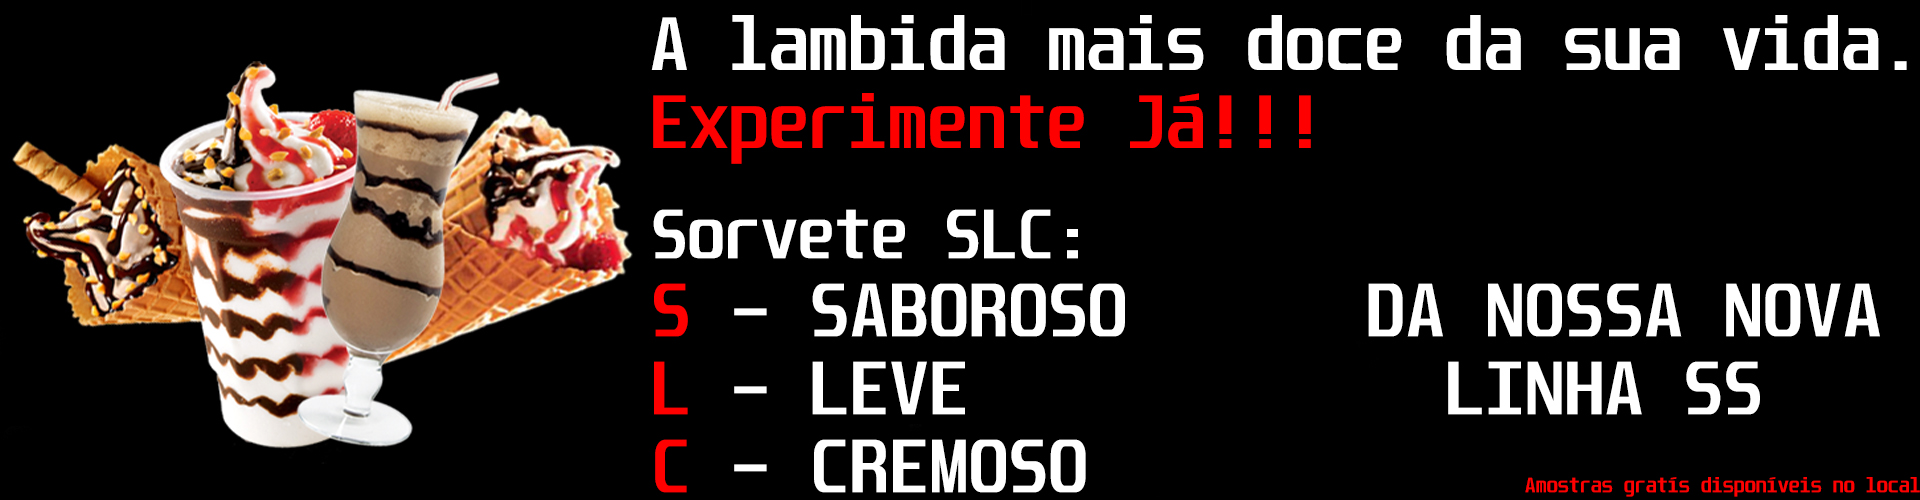 A lambida mais doce da sua vida.
Experimente Já!!!
Sorvete SLC:
S - SABOROSO
L - LEVE
C - CREMOSO
DA NOSSA NOVA
LINHA SS
Amostras gratís disponíveis no local